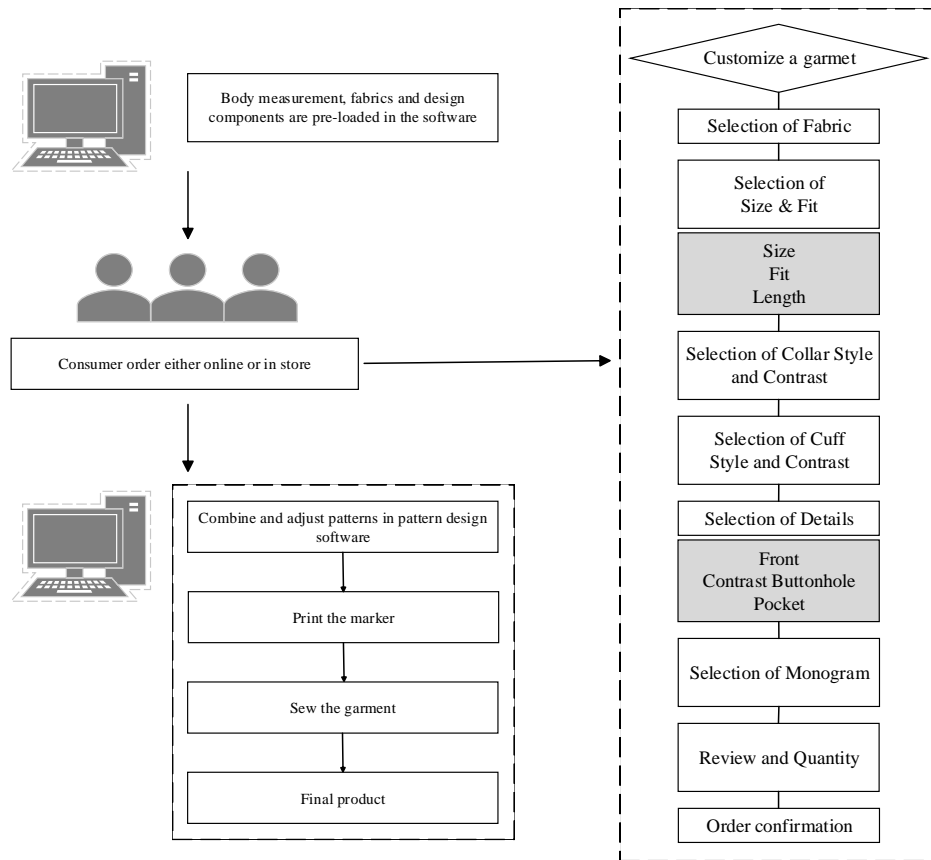 Body measurement, fabrics and design
components are pre-loaded in the software
Consumer order either online or in store
Combine and adjust patterns in pattern design
software
Print the marker
Sew the garment
Final product
Customize a garmet
Selection of Fabric
Selection of
Size & Fit
Size
Fit
Length
Selection of Collar Style
and Contrast
Selection of Cuff
Style and Contrast
Selection of Details
Front
Contrast Buttonhole
Pocket
Selection of Monogram
Review and Quantity
Order confirmation